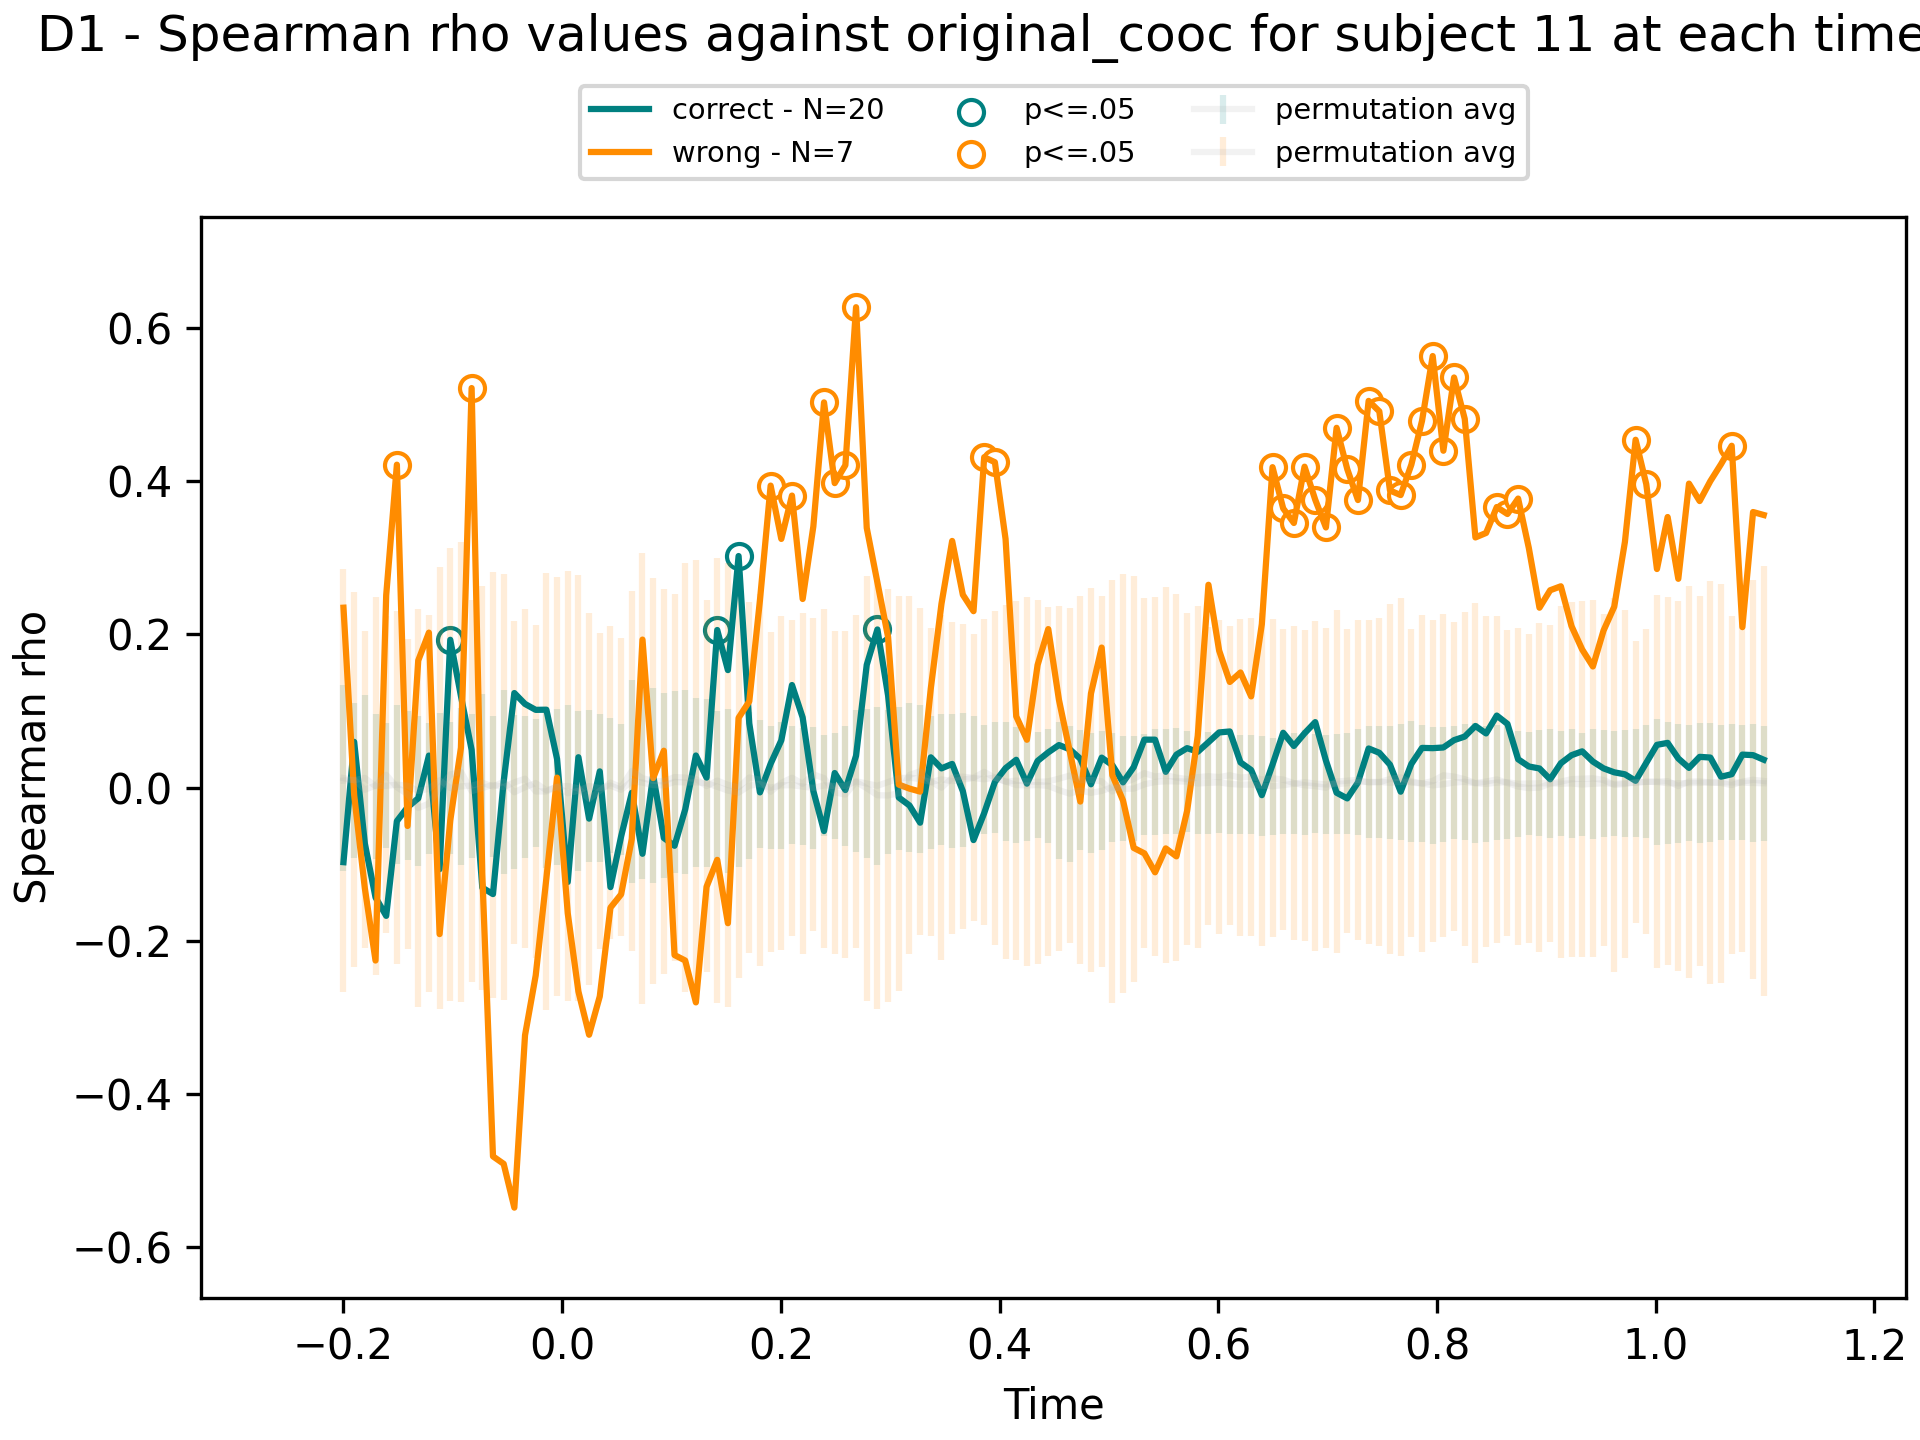 D1 - Spearman rho values against original_cooc for subject 11 at each time
correct - N=20 p<=.05 permutation avg
wrong - N=7 p<=.05 permutation avg
Spearman rho
0.6
0.4
0.2
0.0
−0.2
−0.4
−0.6
−0.2 0.0 0.2 0.4 0.6 0.8 1.0 1.2
Time